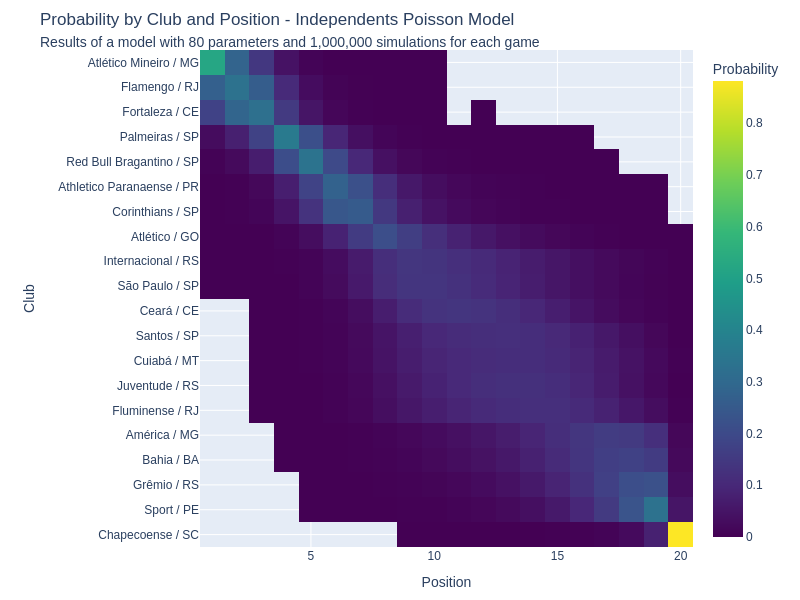 Probability by Club and Position - Independents Poisson Model
Results of a model with 80 parameters and 1,000,000 simulations for each game
Probability
Club
Atlético Mineiro / MG
Flamengo / RJ
Fortaleza / CE
Palmeiras / SP
Red Bull Bragantino / SP
Athletico Paranaense / PR
Corinthians / SP
Atlético / GO
Internacional / RS
São Paulo / SP
Ceará / CE
Santos / SP
Cuiabá / MT
Juventude / RS
Fluminense / RJ
América / MG
Bahia / BA
Grêmio / RS
Sport / PE
Chapecoense / SC
0.8
0.7
0.6
0.5
0.4
0.3
0.2
0.1
0
5 10 15 20
Position